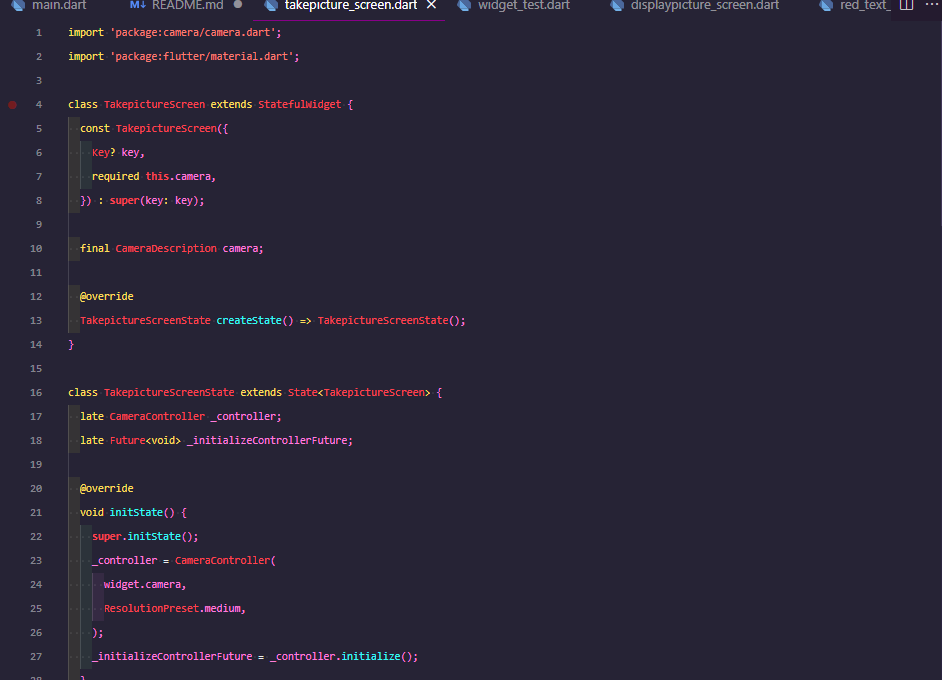 main.dart M↓ README.md takepicture_screen.dart widget_test.dart displaypicture_screen.dart red_text_
1 import 'package:camera/camera.dart';
2 import 'package:flutter/material.dart';
3
4 class TakepictureScreen extends StatefulWidget {
5 const TakepictureScreen({
6 Key? key,
7 required this.camera,
8 }) : super(key: key);
9
10 final CameraDescription camera;
11
12 @override
13 TakepictureScreenState createState() => TakepictureScreenState();
14 }
15
16 class TakepictureScreenState extends State<TakepictureScreen> {
17 late CameraController _controller;
18 late Future<void> _initializeControllerFuture;
19
20 @override
21 void initState() {
22 super.initState();
23 _controller = CameraController(
24 widget.camera,
25 ResolutionPreset.medium,
26 );
27 _initializeControllerFuture = _controller.initialize();
28 }